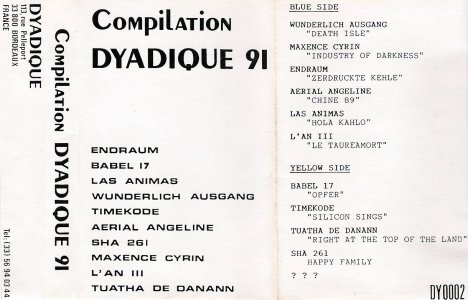 DYADIQUE
113, rue Pelleport
33 800 BORDEAUX
FRANCE
Tel: (33) 56 94 03 44
Compilation DYADIQUE 91
Compilation
DYADIQUE 91
ENDRAUM
BABEL 17
LAS ANIMAS
WUNDERLICH AUSGANG
TIMEKODE
AERIAL ANGELINE
SHA 261
MAXENCE CYRIN
L'AN III
TUATHA DE DANANN
BLUE SIDE
WUNDERLICH AUSGANG
"DEATH ISLE"
MAXENCE CYRIN
"INDUSTRY OF DARKNESS"
ENDRAUM
"ZERDRUCKTE KEHLE"
AERIAL ANGELINE
"CHINE 89"
LAS ANIMAS
"HOLA KAHLO"
L'AN III
"LE TAUREAMORT"
YELLOW SIDE
BABEL 17
"OPFER"
TIMEKODE
"SILICON SINGS"
TUATHA DE DANANN
"RIGHT AT THE TOP OF THE LAND"
SHA 261
HAPPY FAMILY
? ? ?
DY0002